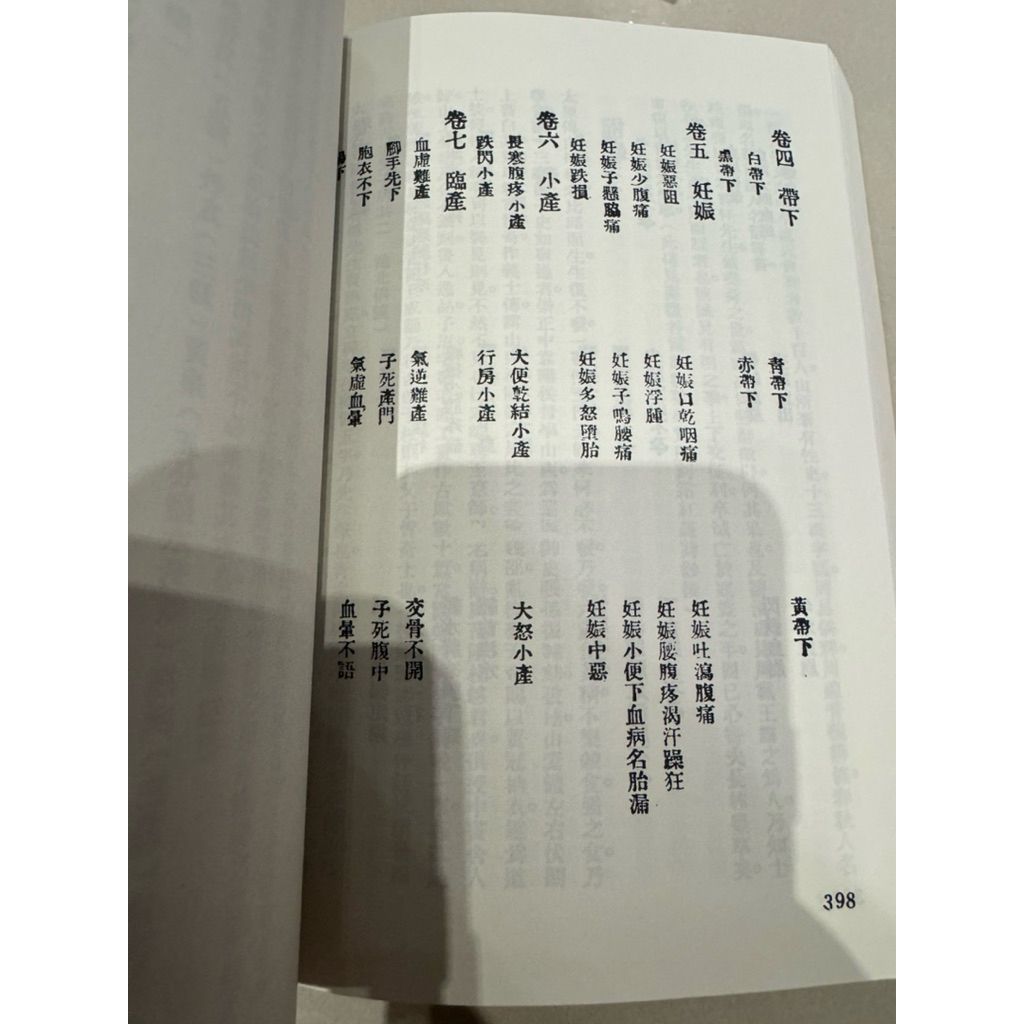 卷四　帶下
白帶下　青帶下　黃帶下
黑帶下　赤帶下
卷五　妊娠
妊娠惡阻　妊娠口乾咽痛　妊娠吐瀉腹痛
妊娠少腹痛　妊娠浮腫　妊娠腰腹疼渴汗躁狂
妊娠子懸脇痛　妊娠子鳴腰痛　妊娠小便下血病名胎漏
妊娠跌損　妊娠多怒墮胎　妊娠中惡
卷六　小產
畏寒腹疼小產　大便乾結小產　大怒小產
跌閃小產　行房小產
卷七　臨產
血虛難產　氣逆難產　交骨不開
腳手先下　子死產門　子死腹中
胞衣不下　氣虛血暈　血暈不語
398